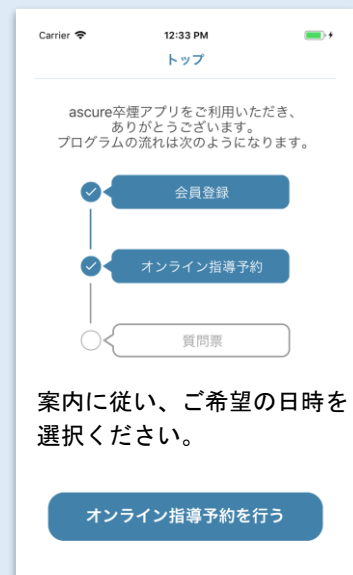 Carrier 12:33 PM
トップ
ascure卒煙アプリをご利用いただき、
ありがとうございます。
プログラムの流れは次のようになります。
会員登録
オンライン指導予約
質問票
案内に従い、ご希望の日時を
選択ください。
オンライン指導予約を行う